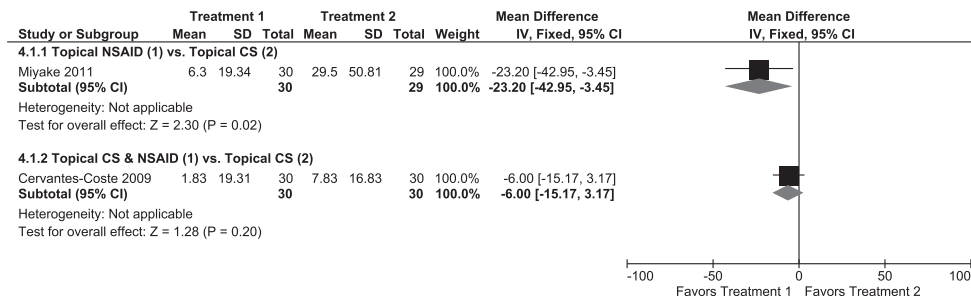 Treatment 1 Treatment 2 Mean Difference Mean Difference
Study or Subgroup Mean SD Total Mean SD Total Weight IV, Fixed, 95% CI IV, Fixed, 95% CI
4.1.1 Topical NSAID (1) vs. Topical CS (2)
Miyake 2011 6.3 19.34 30 29.5 50.81 29 100.0% -23.20 [-42.95, -3.45]
Subtotal (95% CI) 30 29 100.0% -23.20 [-42.95, -3.45]
Heterogeneity: Not applicable
Test for overall effect: Z = 2.30 (P = 0.02)
4.1.2 Topical CS & NSAID (1) vs. Topical CS (2)
Cervantes-Coste 2009 1.83 19.31 30 7.83 16.83 30 100.0% -6.00 [-15.17, 3.17]
Subtotal (95% CI) 30 30 100.0% -6.00 [-15.17, 3.17]
Heterogeneity: Not applicable
Test for overall effect: Z = 1.28 (P = 0.20)
-100 -50 0 50 100
Favors Treatment 1 Favors Treatment 2